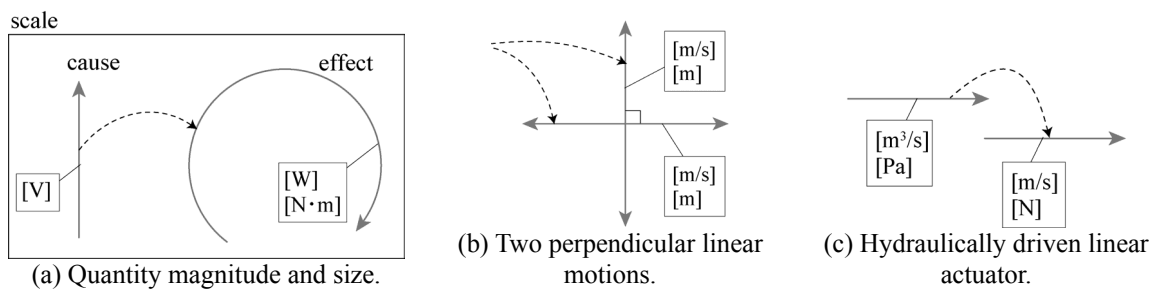 scale
cause
effect
[V]
[W]
[N·m]
(a) Quantity magnitude and size.
[m/s]
[m]
[m/s]
[m]
(b) Two perpendicular linear
motions.
[m³/s]
[Pa]
[m/s]
[N]
(c) Hydraulically driven linear
actuator.